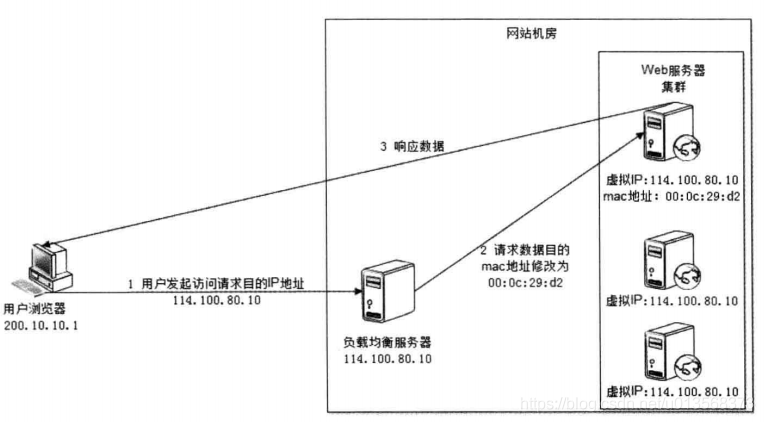 网站机房
Web服务器
集群
3 响应数据
虚拟IP:114.100.80.10
mac地址: 00:0c:29:d2
2 请求数据目的
mac地址修改为
00:0c:29:d2
1 用户发起访问请求目的IP地址
114.100.80.10
用户浏览器
200.10.10.1
负载均衡服务器
114.100.80.10
虚拟IP:114.100.80.10
虚拟IP:114.100.80.10